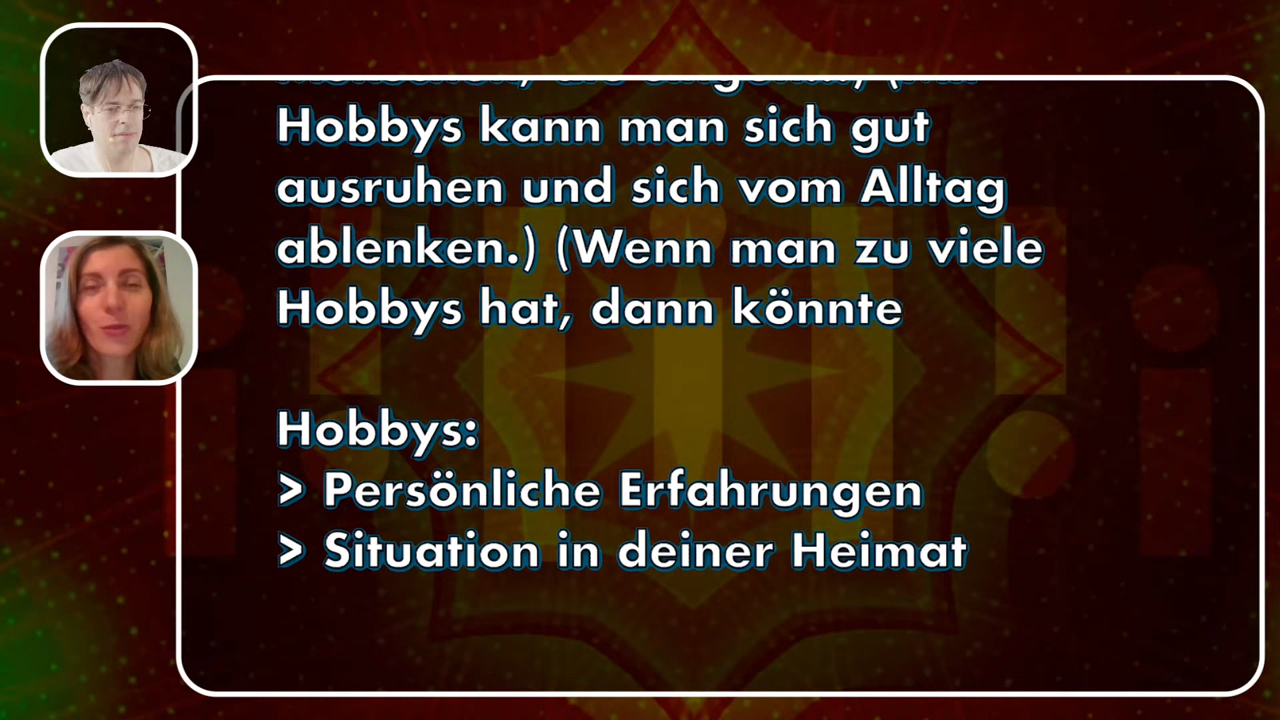 Hobbys kann man sich gut
ausruhen und sich vom Alltag
ablenken.) (Wenn man zu viele
Hobbys hat, dann könnte
Hobbys:
> Persönliche Erfahrungen
> Situation in deiner Heimat